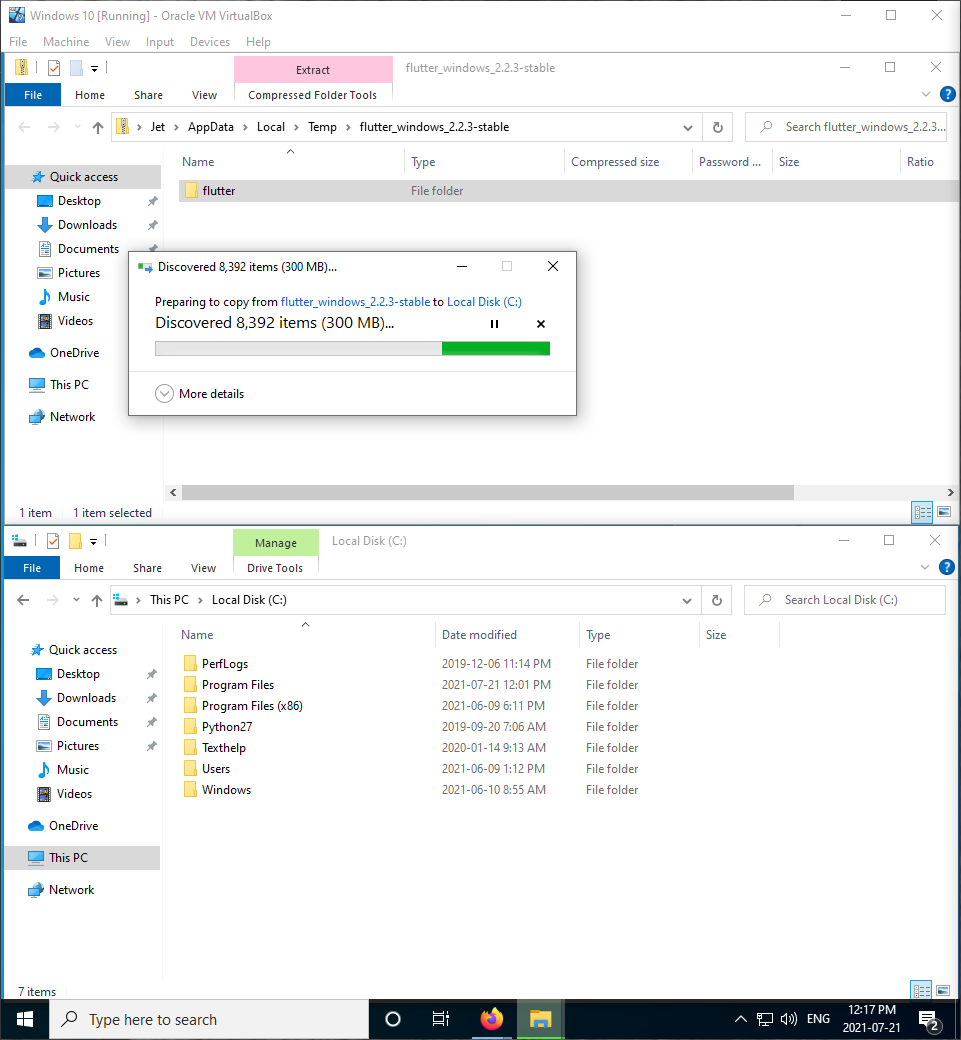 Windows 10 [Running] - Oracle VM VirtualBox
File Machine View Input Devices Help
Extract flutter_windows_2.2.3-stable
File Home Share View Compressed Folder Tools
Jet AppData Local Temp flutter_windows_2.2.3-stable Search flutter_windows_2.2.3...
Name Type Compressed size Password ... Size Ratio
Quick access
flutter File folder
Desktop
Downloads
Documents
Pictures
Music
Videos
OneDrive
This PC
Network
Discovered 8,392 items (300 MB)...
Preparing to copy from flutter_windows_2.2.3-stable to Local Disk (C:)
Discovered 8,392 items (300 MB)...
More details
1 item 1 item selected
Manage Local Disk (C:)
File Home Share View Drive Tools
This PC Local Disk (C:) Search Local Disk (C:)
Name Date modified Type Size
Quick access
Desktop
Downloads
Documents
Pictures
Music
Videos
OneDrive
This PC
Network
PerfLogs 2019-12-06 11:14 PM File folder
Program Files 2021-07-21 12:01 PM File folder
Program Files (x86) 2021-06-09 6:11 PM File folder
Python27 2019-09-20 7:06 AM File folder
Texthelp 2020-01-14 9:13 AM File folder
Users 2021-06-09 1:12 PM File folder
Windows 2021-06-10 8:55 AM File folder
7 items
Type here to search
ENG
12:17 PM
2021-07-21
2